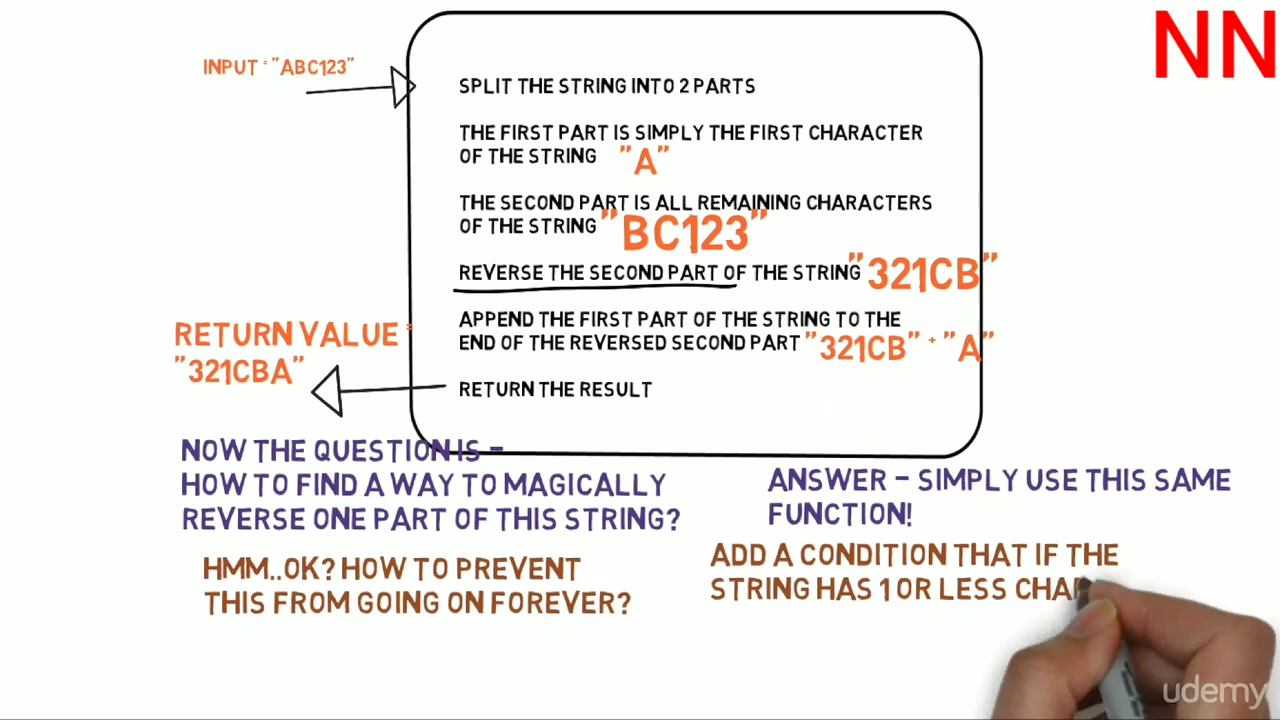 NN
INPUT = "ABC123"
SPLIT THE STRING INTO 2 PARTS
THE FIRST PART IS SIMPLY THE FIRST CHARACTER
OF THE STRING "A"
THE SECOND PART IS ALL REMAINING CHARACTERS
OF THE STRING "BC123"
REVERSE THE SECOND PART OF THE STRING "321CB"
APPEND THE FIRST PART OF THE STRING TO THE
END OF THE REVERSED SECOND PART "321CB" + "A"
RETURN VALUE =
"321CBA"
RETURN THE RESULT
NOW THE QUESTION IS –
HOW TO FIND A WAY TO MAGICALLY
REVERSE ONE PART OF THIS STRING?
ANSWER – SIMPLY USE THIS SAME
FUNCTION!
HMM..OK? HOW TO PREVENT
THIS FROM GOING ON FOREVER?
ADD A CONDITION THAT IF THE
STRING HAS 1 OR LESS CHA
udemy